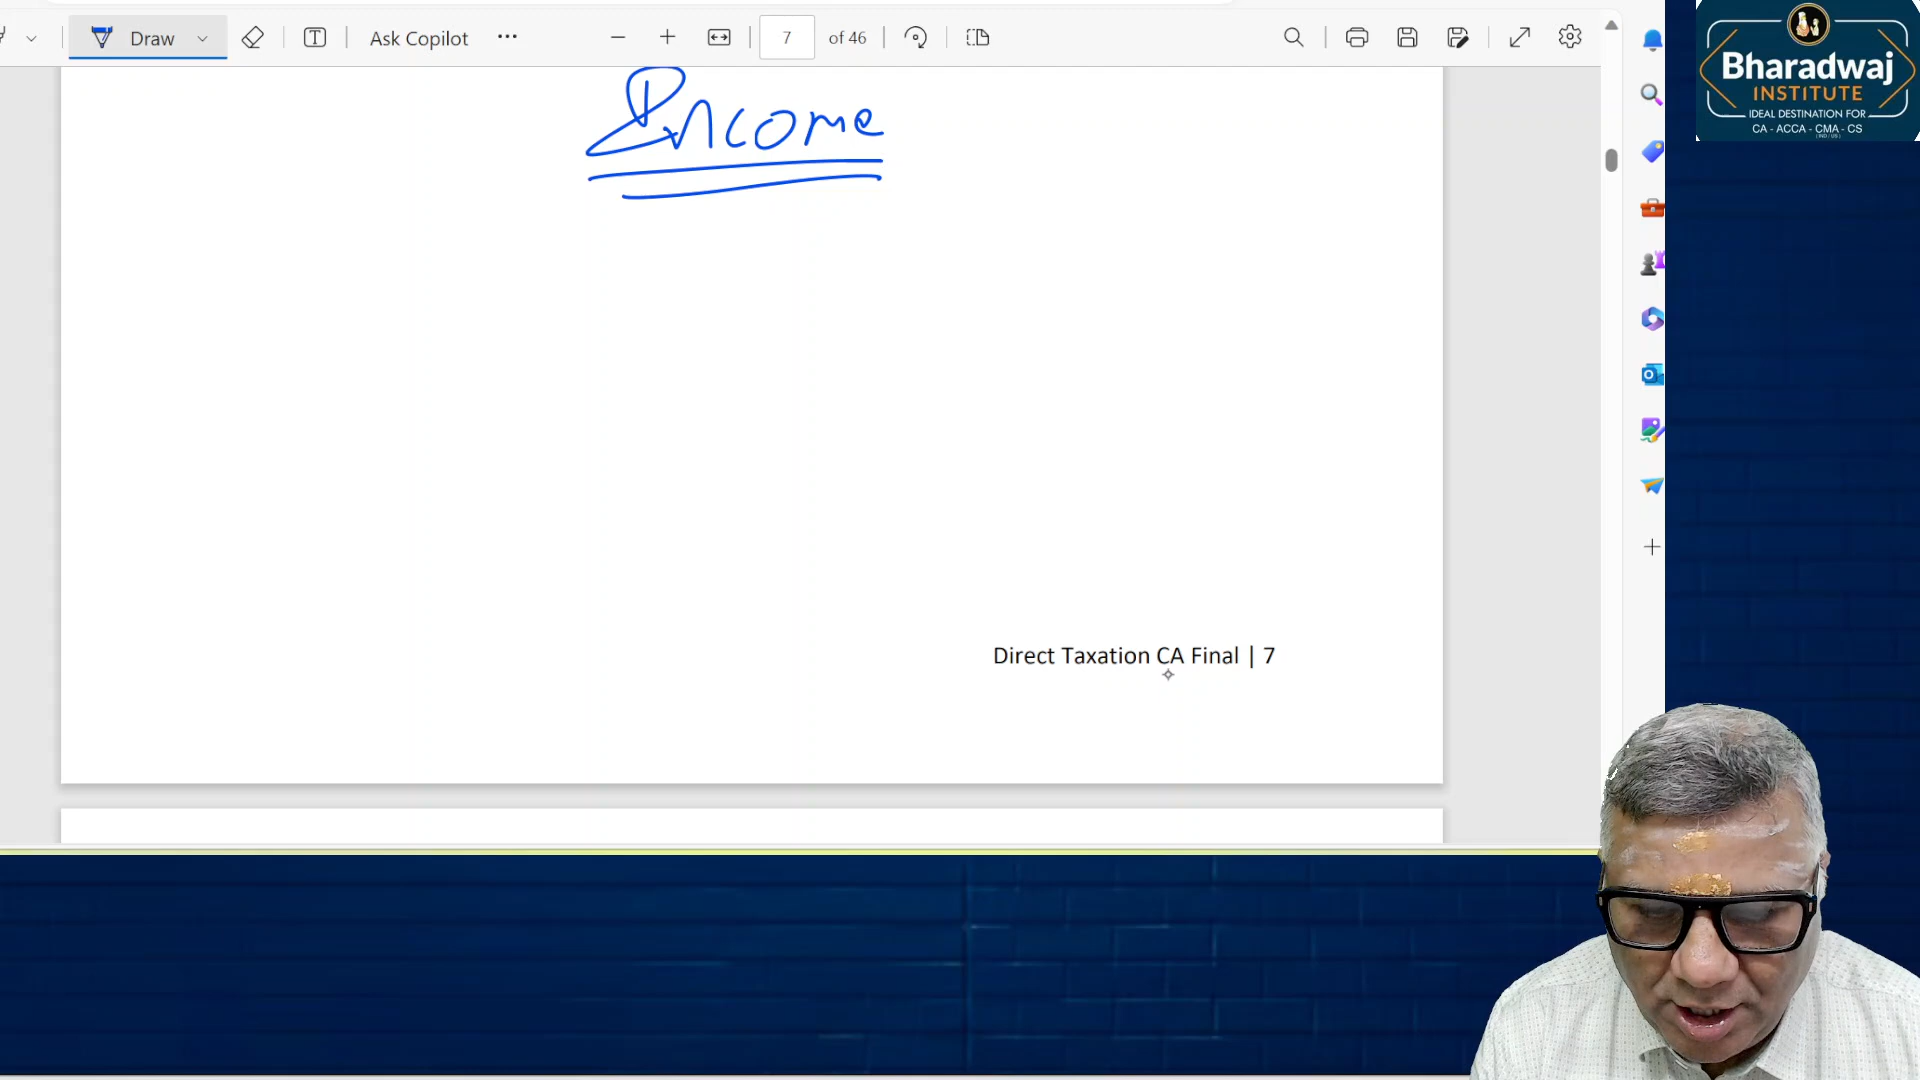 Draw
Ask Copilot
7 of 46
Bharadwaj
INSTITUTE
IDEAL DESTINATION FOR
CA - ACCA - CMA - CS
Income
Direct Taxation CA Final | 7